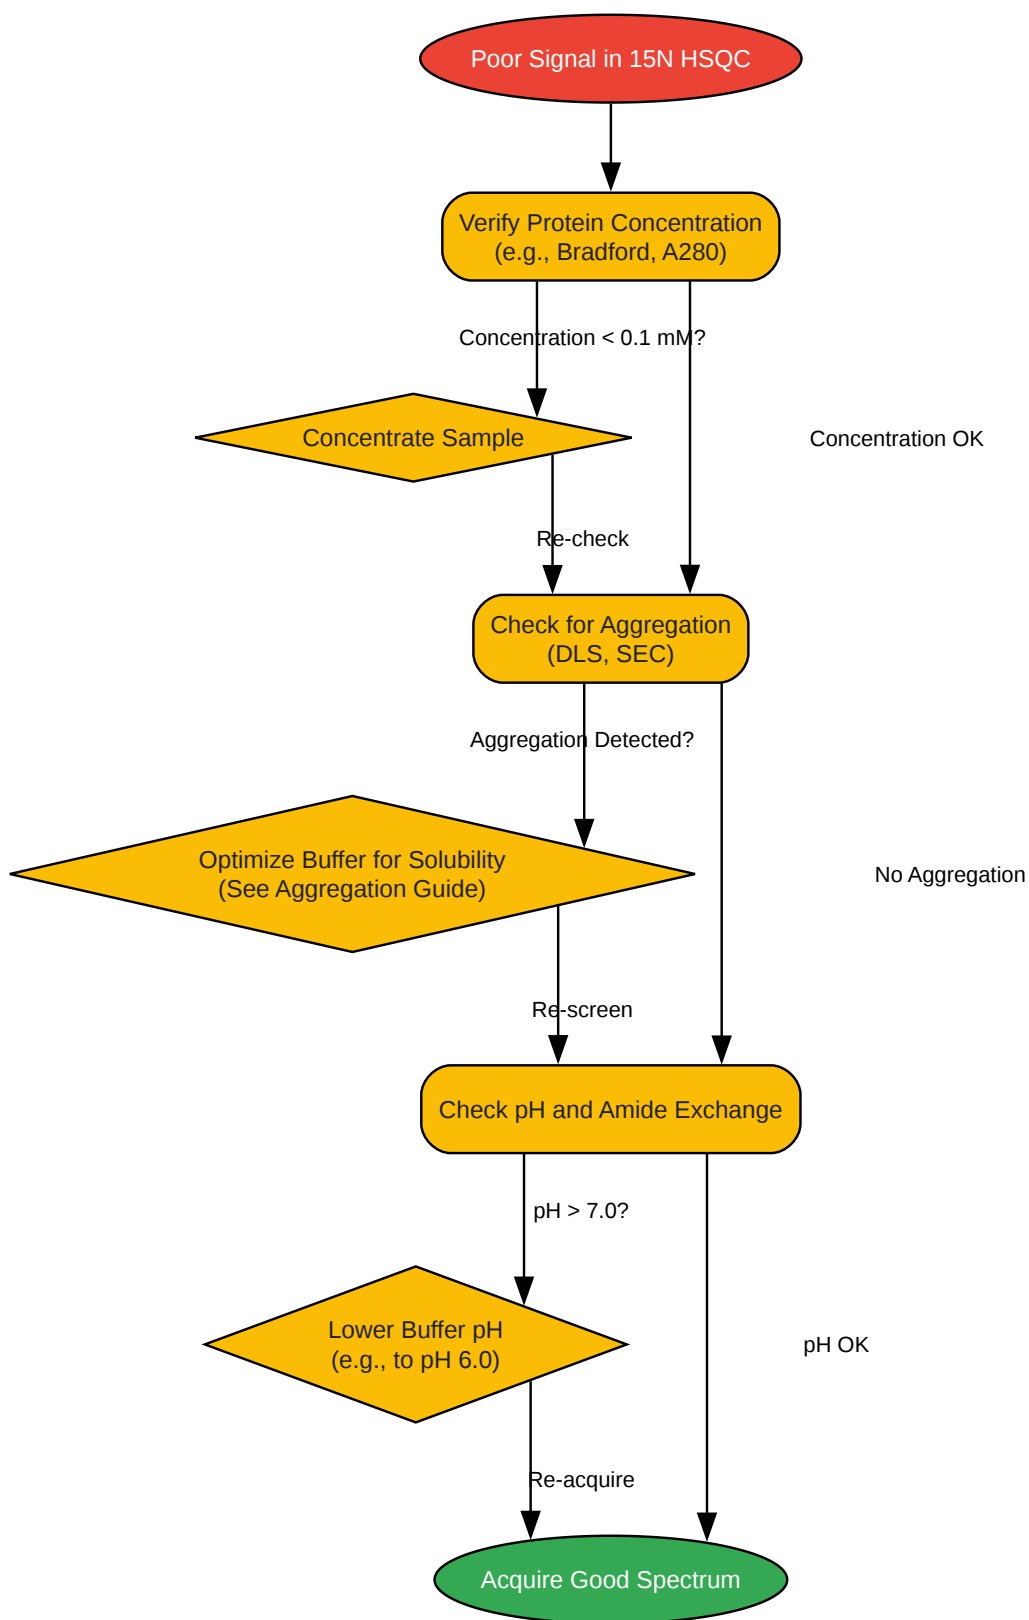 Poor Signal in 15N HSQC
Verify Protein Concentration
(e.g., Bradford, A280)
Concentration < 0.1 mM?
Concentrate Sample
Concentration OK
Re-check
Check for Aggregation
(DLS, SEC)
Aggregation Detected?
Optimize Buffer for Solubility
(See Aggregation Guide)
No Aggregation
Re-screen
Check pH and Amide Exchange
pH > 7.0?
Lower Buffer pH
(e.g., to pH 6.0)
pH OK
Re-acquire
Acquire Good Spectrum